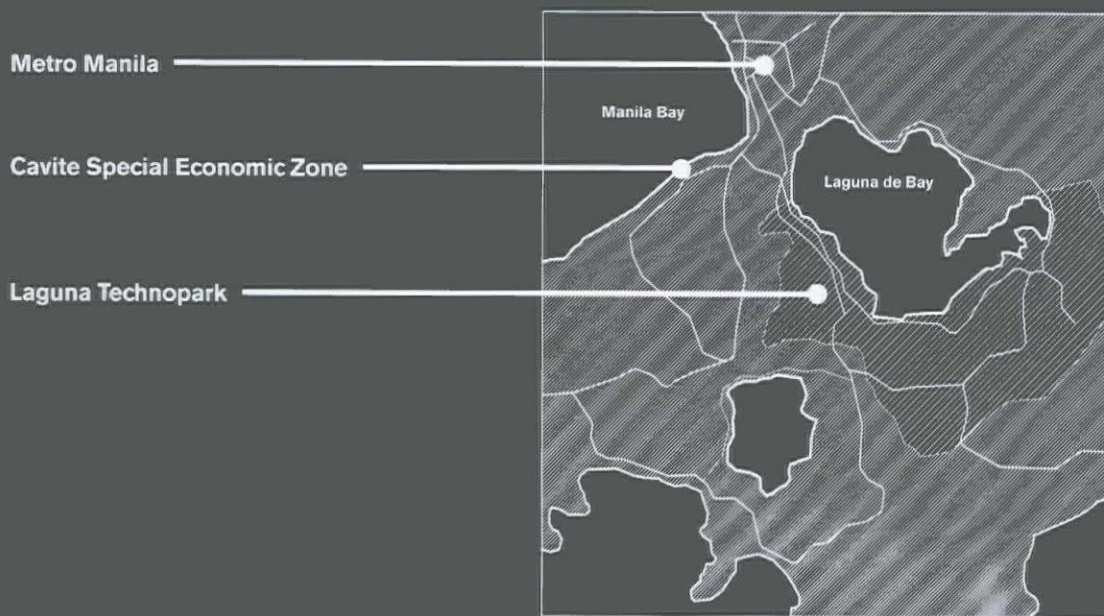 Metro Manila
Manila Bay
Cavite Special Economic Zone
Laguna de Bay
Laguna Technopark